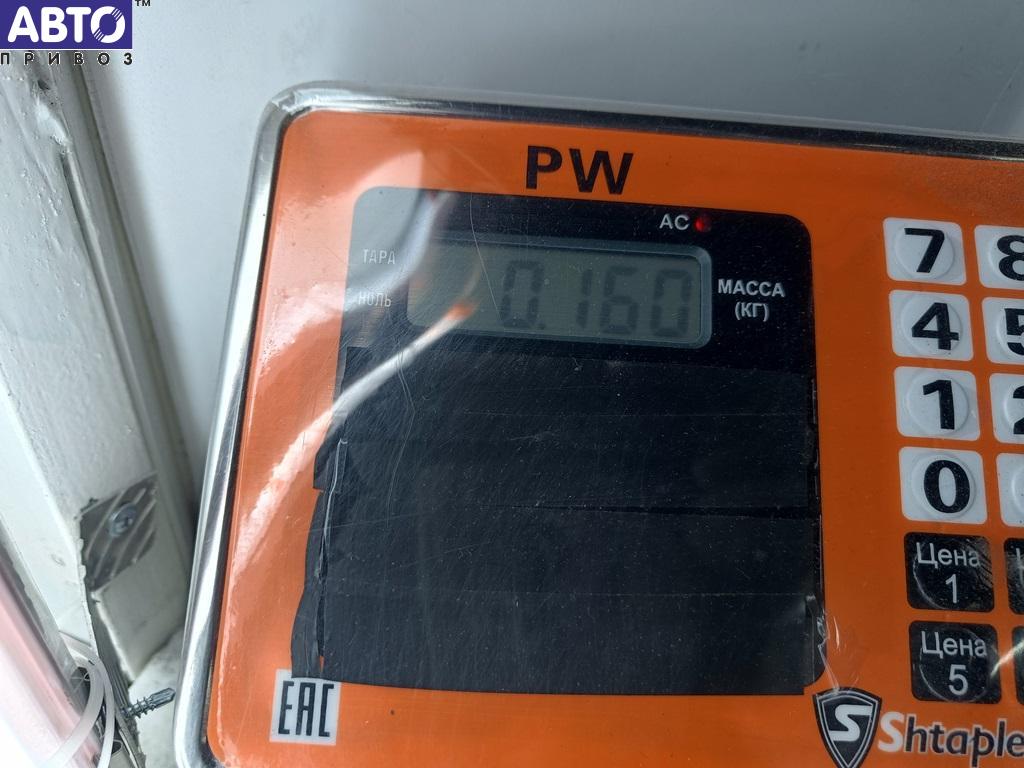 АВТО™
ПРИВОЗ
PW
AC
ТАРА
НОЛЬ
0.160
МАССА
(КГ)
7 8
4 5
1 2
0
Цена
1
Цена
5
EAC
S Shtaple